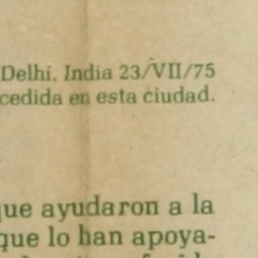 Delhi, India 23/VII/75
cedida en esta ciudad.
que ayudaron a la
que lo han apoya-